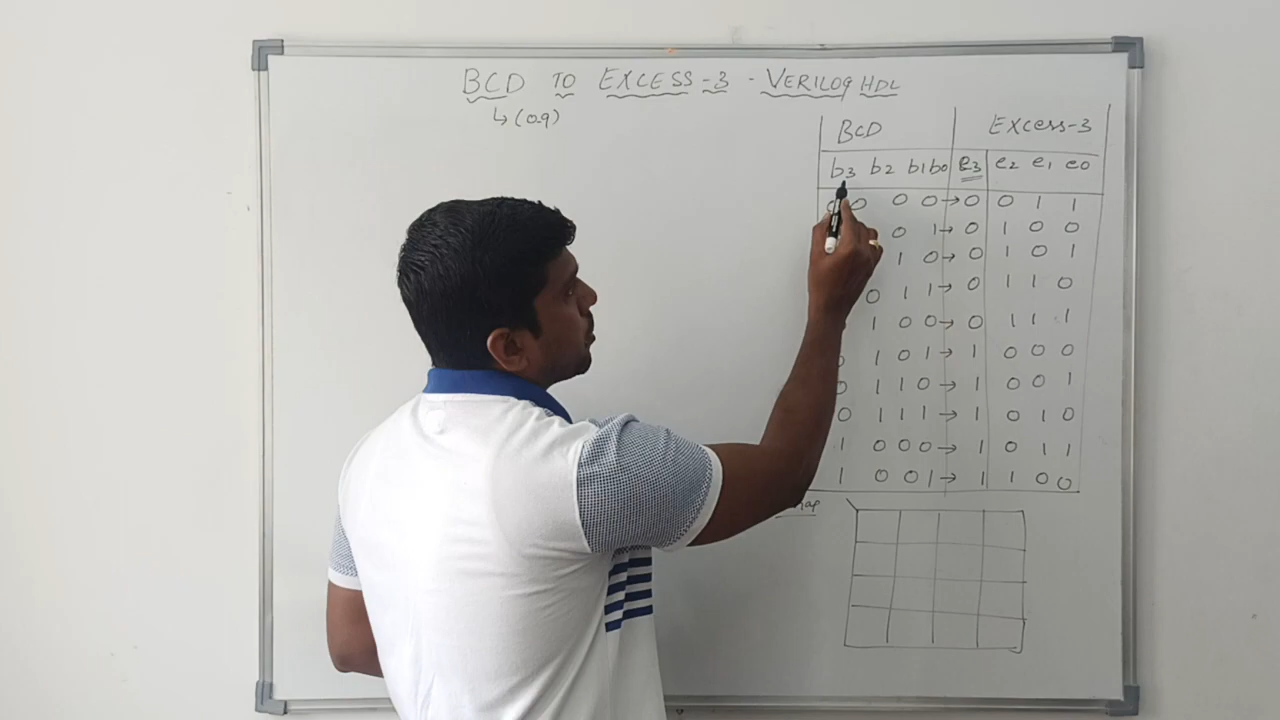 BCD TO EXCESS-3 - VERILOG HDL
↳ (0-9)
BCD Excess-3
b3 b2 b1 b0 e3 e2 e1 e0
0 0 0 → 0 0 1 1
0 1 → 0 1 0 0
1 0 → 0 1 0 1
0 1 1 → 0 1 1 0
1 0 0 → 0 1 1 1
0 1 0 1 → 1 0 0 0
0 1 1 0 → 1 0 0 1
0 1 1 1 → 1 0 1 0
1 0 0 0 → 1 0 1 1
1 0 0 1 → 1 1 0 0